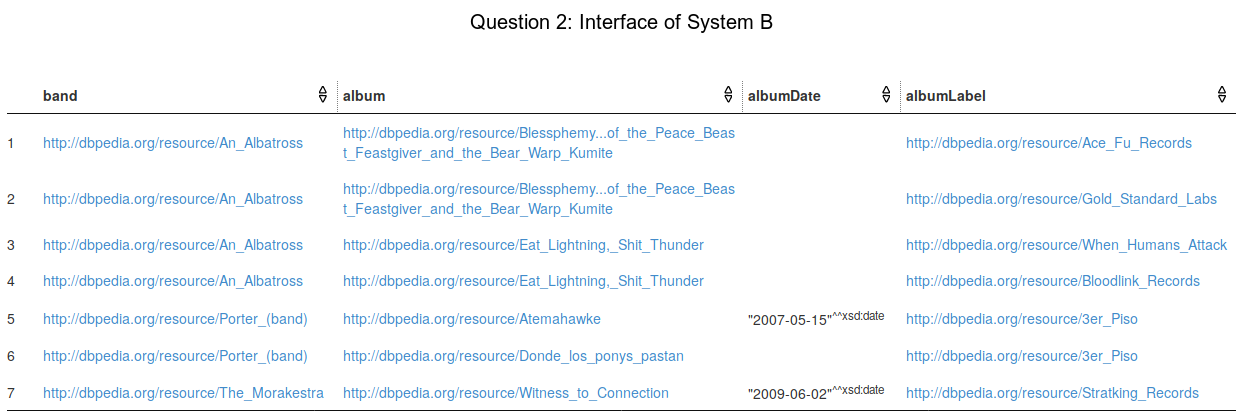 Question 2: Interface of System B
band album albumDate albumLabel
1 http://dbpedia.org/resource/An_Albatross http://dbpedia.org/resource/Blessphemy...of_the_Peace_Beas http://dbpedia.org/resource/Ace_Fu_Records
t_Feastgiver_and_the_Bear_Warp_Kumite
2 http://dbpedia.org/resource/An_Albatross http://dbpedia.org/resource/Blessphemy...of_the_Peace_Beas http://dbpedia.org/resource/Gold_Standard_Labs
t_Feastgiver_and_the_Bear_Warp_Kumite
3 http://dbpedia.org/resource/An_Albatross http://dbpedia.org/resource/Eat_Lightning,_Shit_Thunder http://dbpedia.org/resource/When_Humans_Attack
4 http://dbpedia.org/resource/An_Albatross http://dbpedia.org/resource/Eat_Lightning,_Shit_Thunder http://dbpedia.org/resource/Bloodlink_Records
5 http://dbpedia.org/resource/Porter_(band) http://dbpedia.org/resource/Atemahawke "2007-05-15"^^xsd:date http://dbpedia.org/resource/3er_Piso
6 http://dbpedia.org/resource/Porter_(band) http://dbpedia.org/resource/Donde_los_ponys_pastan http://dbpedia.org/resource/3er_Piso
7 http://dbpedia.org/resource/The_Morakestra http://dbpedia.org/resource/Witness_to_Connection "2009-06-02"^^xsd:date http://dbpedia.org/resource/Stratking_Records